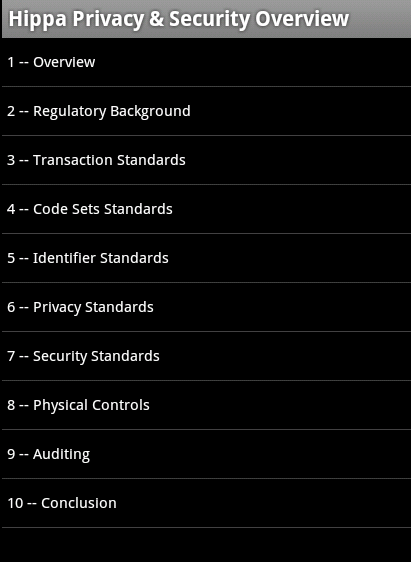 Hippa Privacy & Security Overview
1 -- Overview
2 -- Regulatory Background
3 -- Transaction Standards
4 -- Code Sets Standards
5 -- Identifier Standards
6 -- Privacy Standards
7 -- Security Standards
8 -- Physical Controls
9 -- Auditing
10 -- Conclusion